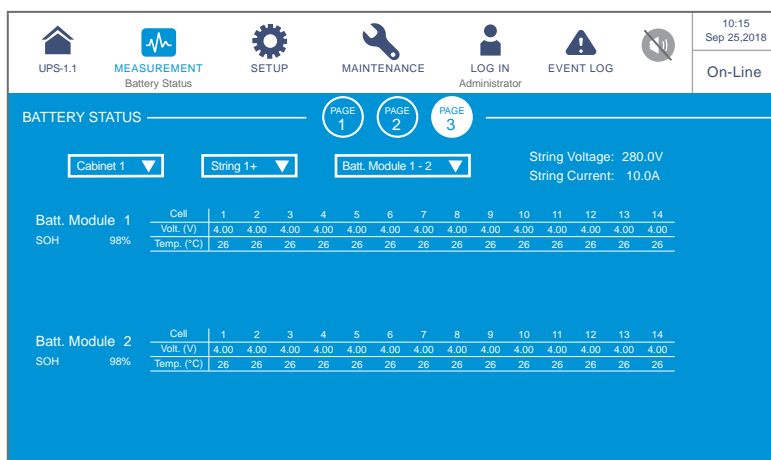 10:15
Sep 25,2018
UPS-1.1 MEASUREMENT SETUP MAINTENANCE LOG IN EVENT LOG
Battery Status Administrator
On-Line
BATTERY STATUS PAGE 1 PAGE 2 PAGE 3
Cabinet 1 String 1+ Batt. Module 1 - 2
String Voltage: 280.0V
String Current: 10.0A
Batt. Module 1
SOH 98%
Cell 1 2 3 4 5 6 7 8 9 10 11 12 13 14
Volt. (V) 4.00 4.00 4.00 4.00 4.00 4.00 4.00 4.00 4.00 4.00 4.00 4.00 4.00 4.00
Temp. (°C) 26 26 26 26 26 26 26 26 26 26 26 26 26 26
Batt. Module 2
SOH 98%
Cell 1 2 3 4 5 6 7 8 9 10 11 12 13 14
Volt. (V) 4.00 4.00 4.00 4.00 4.00 4.00 4.00 4.00 4.00 4.00 4.00 4.00 4.00 4.00
Temp. (°C) 26 26 26 26 26 26 26 26 26 26 26 26 26 26